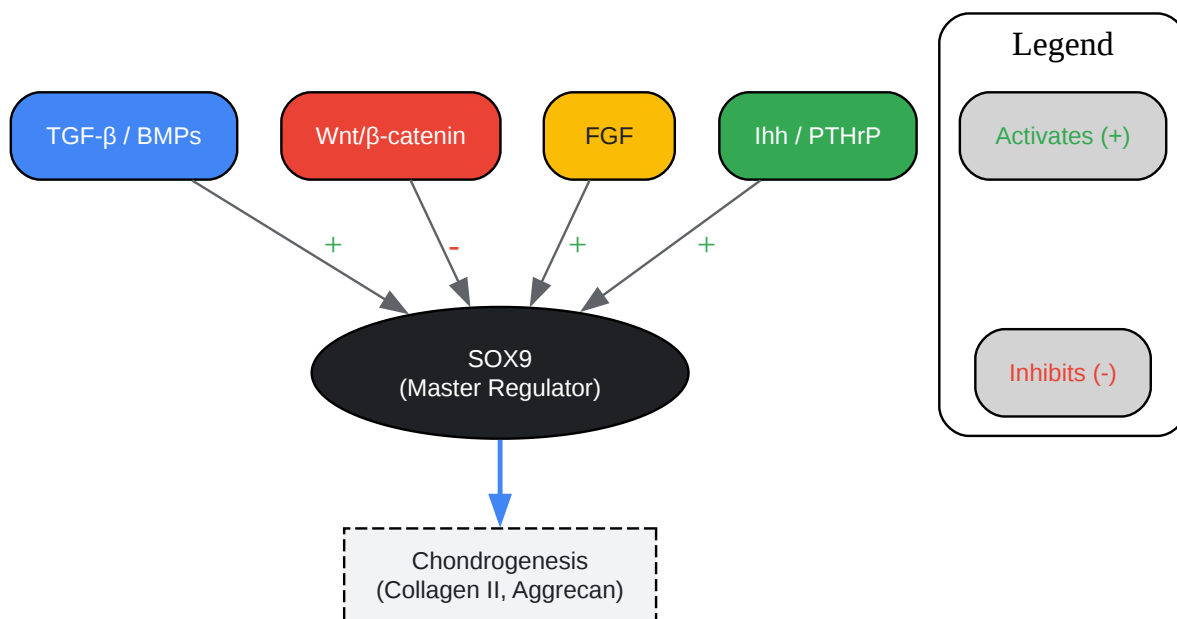 Legend
TGF-β / BMPs
Wnt/β-catenin
FGF
Ihh / PTHrP
Activates (+)
+
-
+
+
SOX9
(Master Regulator)
Inhibits (-)
Chondrogenesis
(Collagen II, Aggrecan)